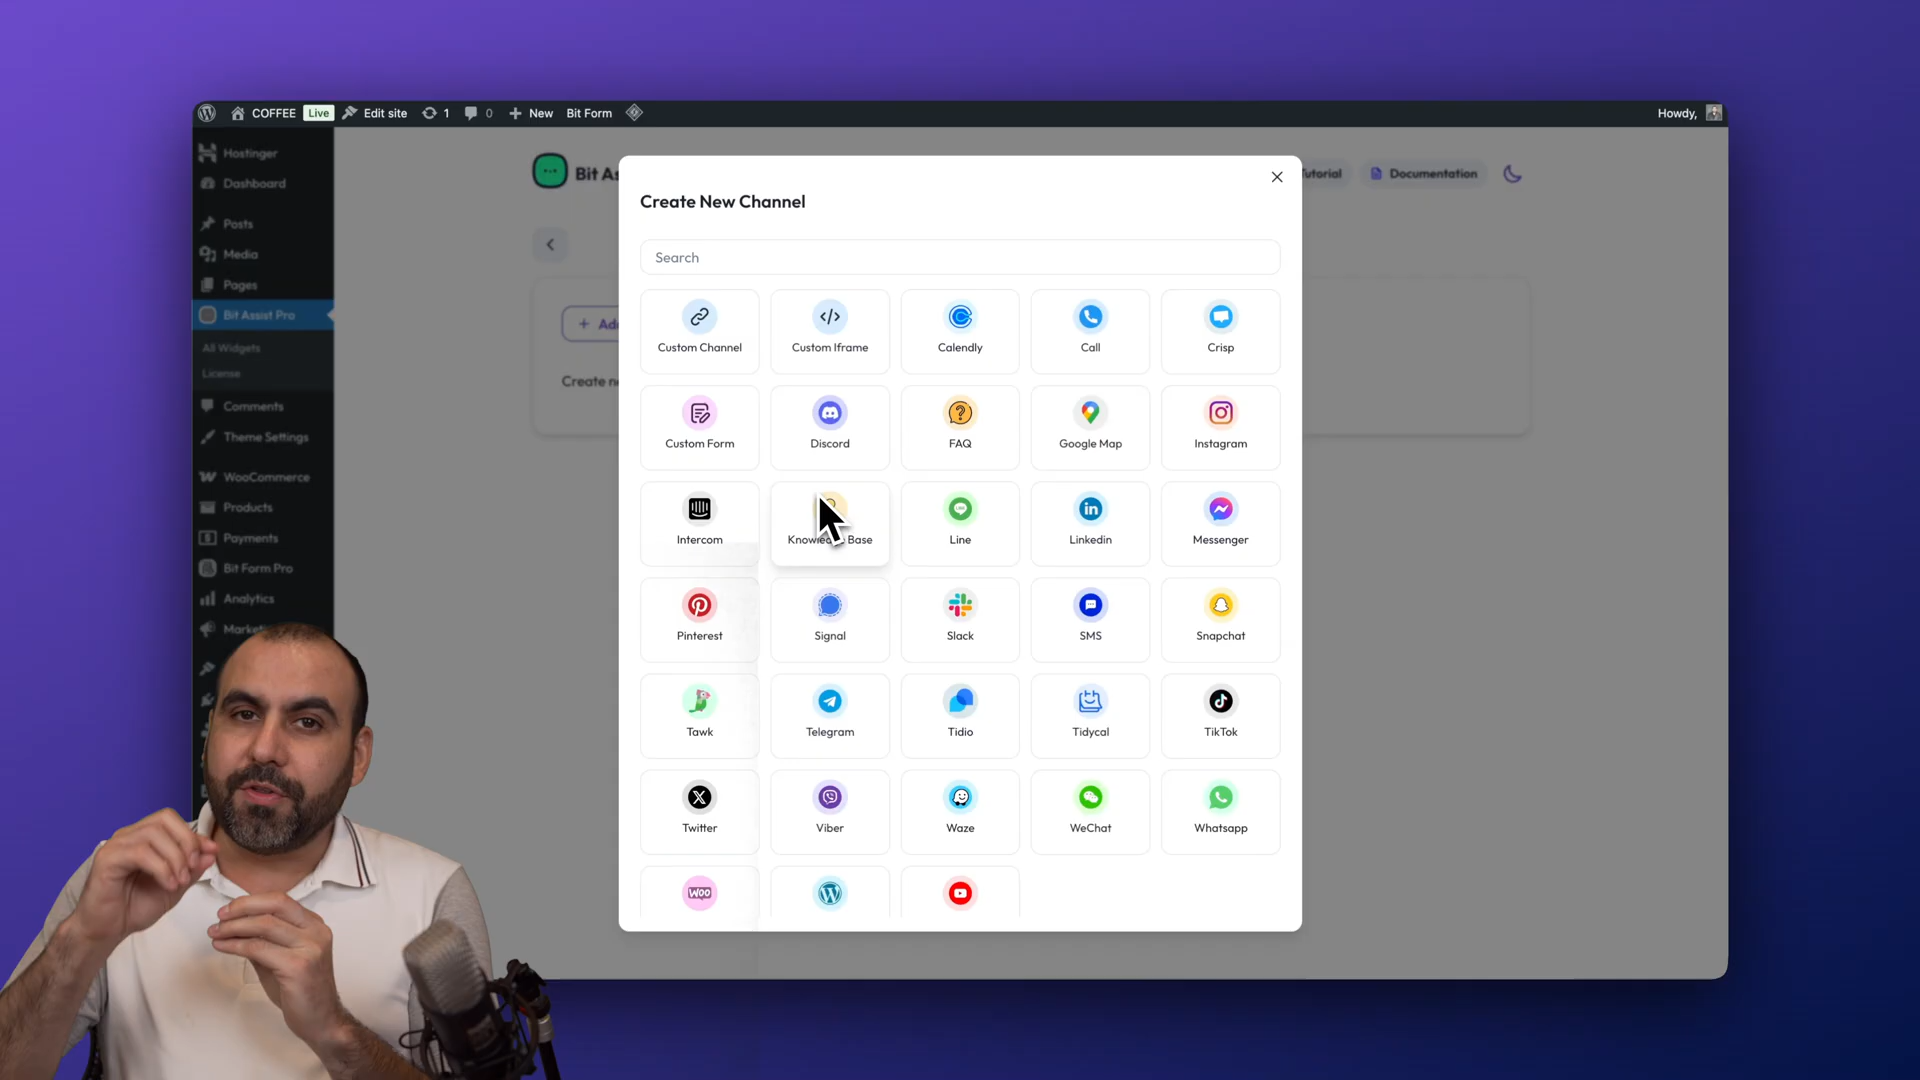 COFFEE Live Edit site 1 0 New Bit Form Howdy,
Hostinger
Dashboard
Posts
Media
Pages
Bit Assist Pro
All Widgets
License
Comments
Theme Settings
WooCommerce
Products
Payments
Bit Form Pro
Analytics
Bit As
Tutorial
Documentation
Create New Channel
Search
Custom Channel Custom Iframe Calendly Call Crisp
Custom Form Discord FAQ Google Map Instagram
Intercom Knowledge Base Line Linkedin Messenger
Pinterest Signal Slack SMS Snapchat
Tawk Telegram Tidio Tidycal TikTok
Twitter Viber Waze WeChat Whatsapp
WOO